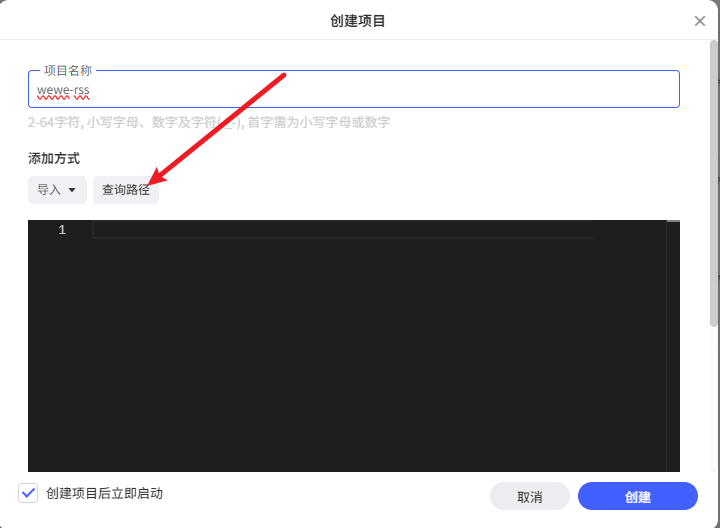 创建项目
项目名称
wewe-rss
2-64字符, 小写字母、数字及字符(_-), 首字需为小写字母或数字
添加方式
导入 查询路径
1
创建项目后立即启动
取消 创建